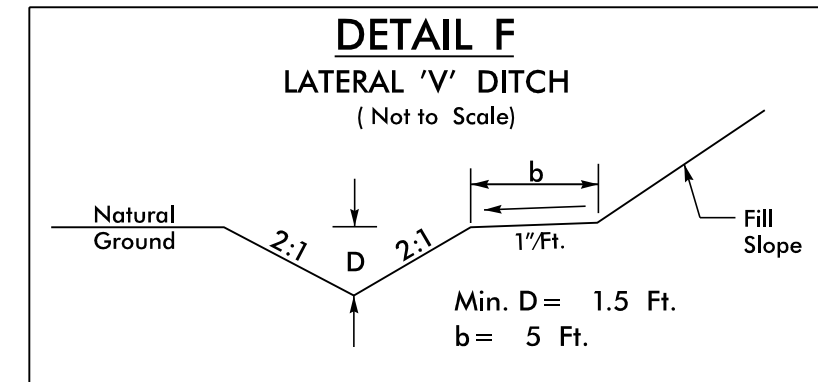 DETAIL F
LATERAL 'V' DITCH
( Not to Scale)
b
Natural
Ground
2:1
D
2:1
1"/Ft.
Fill
Slope
Min. D = 1.5 Ft.
b = 5 Ft.